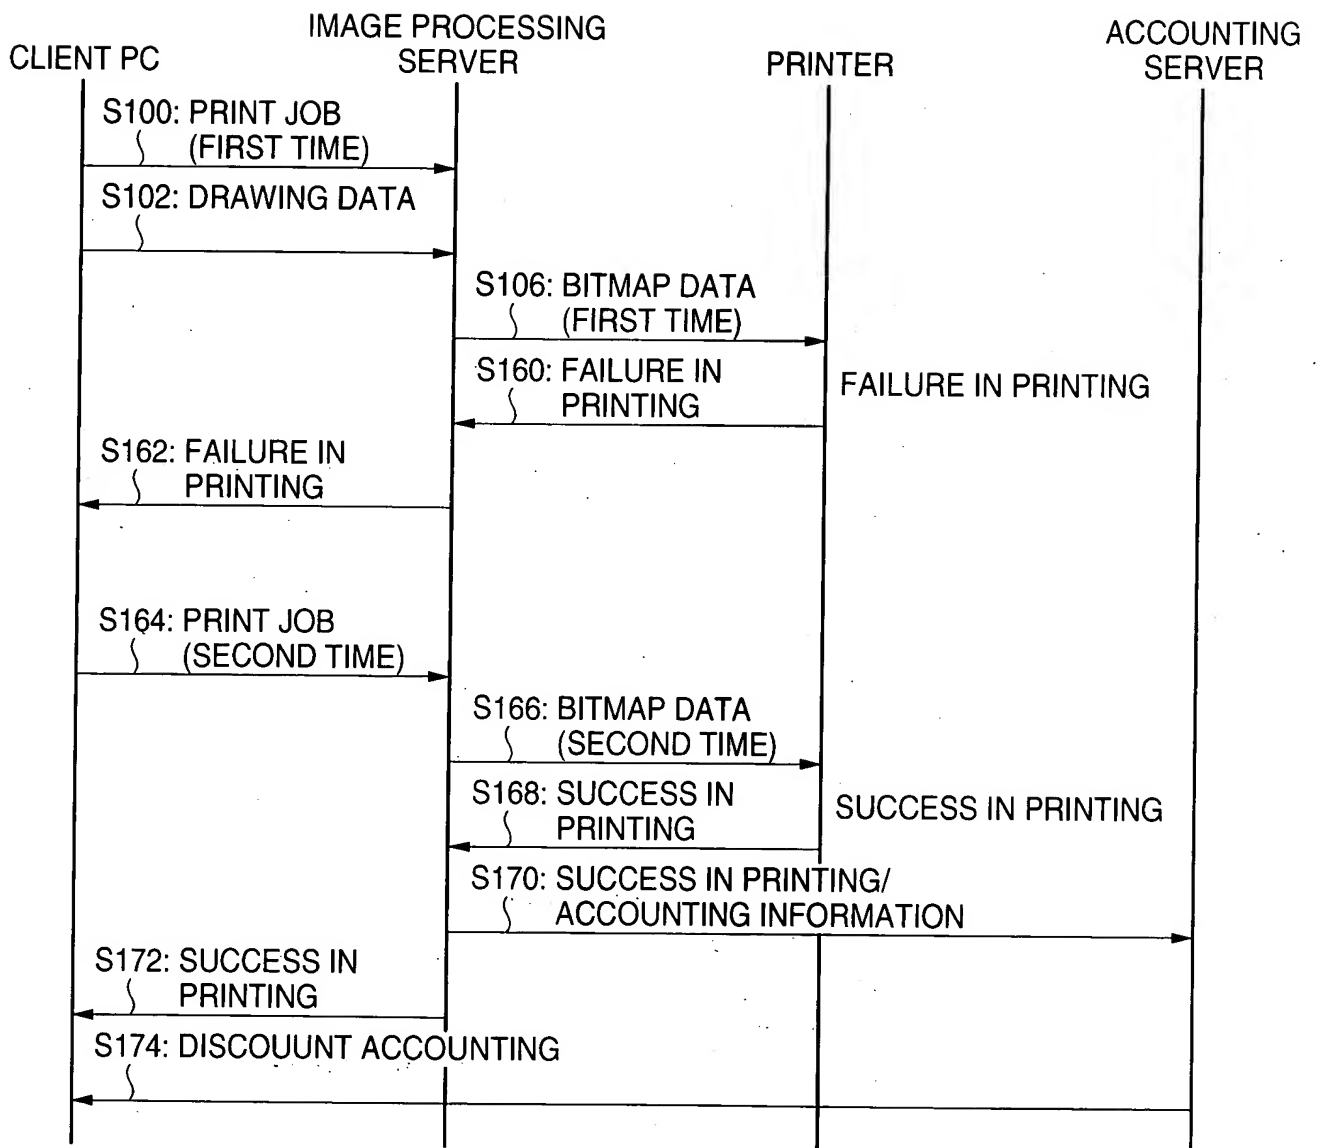 CLIENT PC
IMAGE PROCESSING
SERVER
PRINTER
ACCOUNTING
SERVER
S100: PRINT JOB
(FIRST TIME)
S102: DRAWING DATA
S106: BITMAP DATA
(FIRST TIME)
S160: FAILURE IN
PRINTING
FAILURE IN PRINTING
S162: FAILURE IN
PRINTING
S164: PRINT JOB
(SECOND TIME)
S166: BITMAP DATA
(SECOND TIME)
S168: SUCCESS IN
PRINTING
SUCCESS IN PRINTING
S170: SUCCESS IN PRINTING/
ACCOUNTING INFORMATION
S172: SUCCESS IN
PRINTING
S174: DISCOUUNT ACCOUNTING